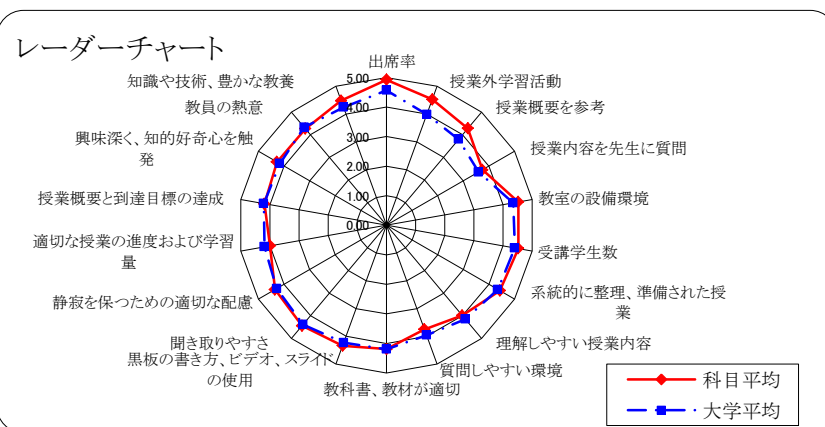 レーダーチャート
出席率
授業外学習活動
授業概要を参考
授業内容を先生に質問
教室の設備環境
受講学生数
系統的に整理、準備された授
業
理解しやすい授業内容
質問しやすい環境
教科書、教材が適切
黒板の書き方、ビデオ、スライド
の使用
聞き取りやすさ
静寂を保つための適切な配慮
適切な授業の進度および学習
量
授業概要と到達目標の達成
興味深く、知的好奇心を触
発
教員の熱意
知識や技術、豊かな教養
5.00
4.00
3.00
2.00
1.00
0.00
科目平均
大学平均